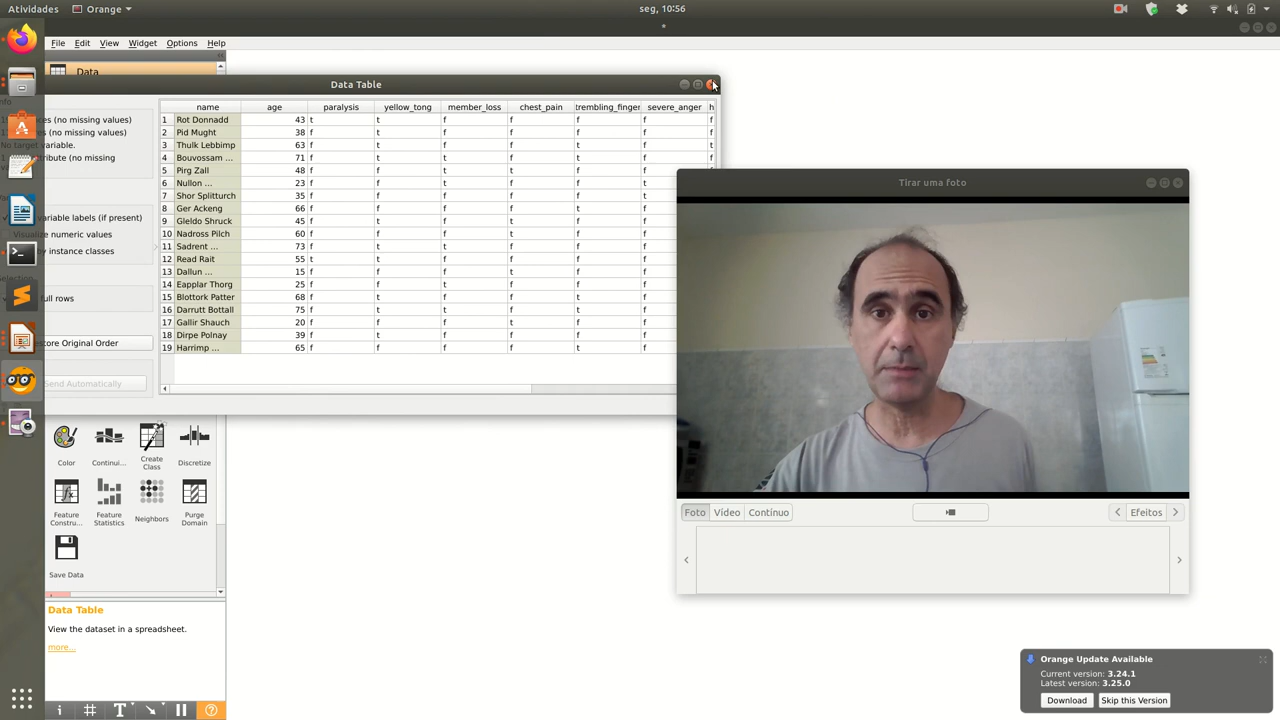 Atividades Orange seg, 10:56
File Edit View Widget Options Help
Data
Data Table
name age paralysis yellow_tong member_loss chest_pain trembling_finger severe_anger h
1 Rot Donnadd 43 t t f f f f f
2 Pid Mught 38 f t f f f f f
3 Thulk Lebbimp 63 f f t f f f t
4 Bouvossam ... 71 f f t f t f f
5 Pirg Zall 48 f f f t f f
6 Nullon ... 23 f f f f f t
7 Shor Splitturch 35 f f t f f t
8 Ger Ackeng 66 f t f f t f
9 Gleldo Shruck 45 f f f t f f
10 Nadross Pilch 60 f f f t f f
11 Sadrent ... 73 f f t f t f
12 Read Rait 55 t t f f f f
13 Dallun ... 15 f f f t f f
14 Eapplar Thorg 25 f f t f f f
15 Blottork Patter 68 f t f f t f
16 Darrutt Bottall 75 f t t f f f
17 Gallir Shauch 20 f f f t f f
18 Dirpe Polnay 39 f t f f f f
19 Harrimp ... 65 f f f f t f
es (no missing values)
(no missing values)
No target variable.
ribute (no missing
variable labels (if present)
Visualize numeric values
by instance classes
full rows
ore Original Order
Send Automatically
Color Continui... Create Class Discretize
Feature Constru... Feature Statistics Neighbors Purge Domain
Save Data
Data Table
View the dataset in a spreadsheet.
more...
Tirar uma foto
Foto Vídeo Contínuo Efeitos
Orange Update Available
Current version: 3.24.1
Latest version: 3.25.0
Download Skip this Version